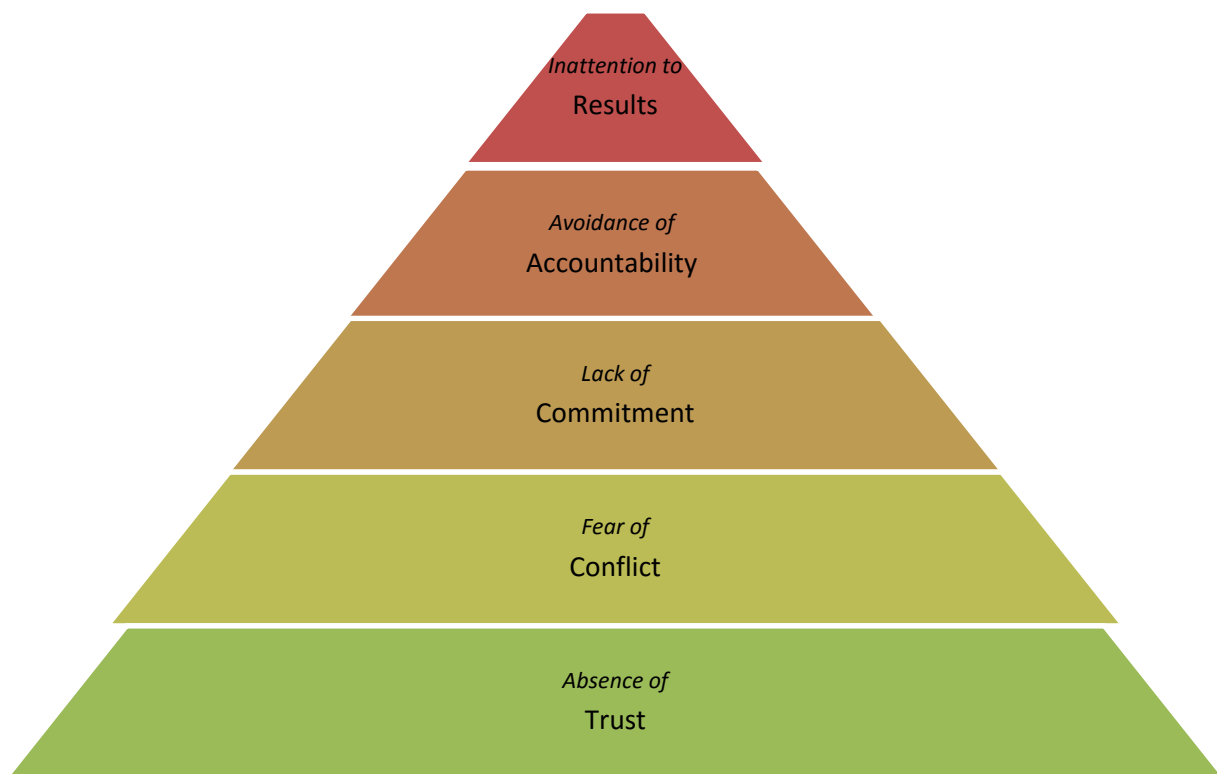 Inattention to
Results
Avoidance of
Accountability
Lack of
Commitment
Fear of
Conflict
Absence of
Trust